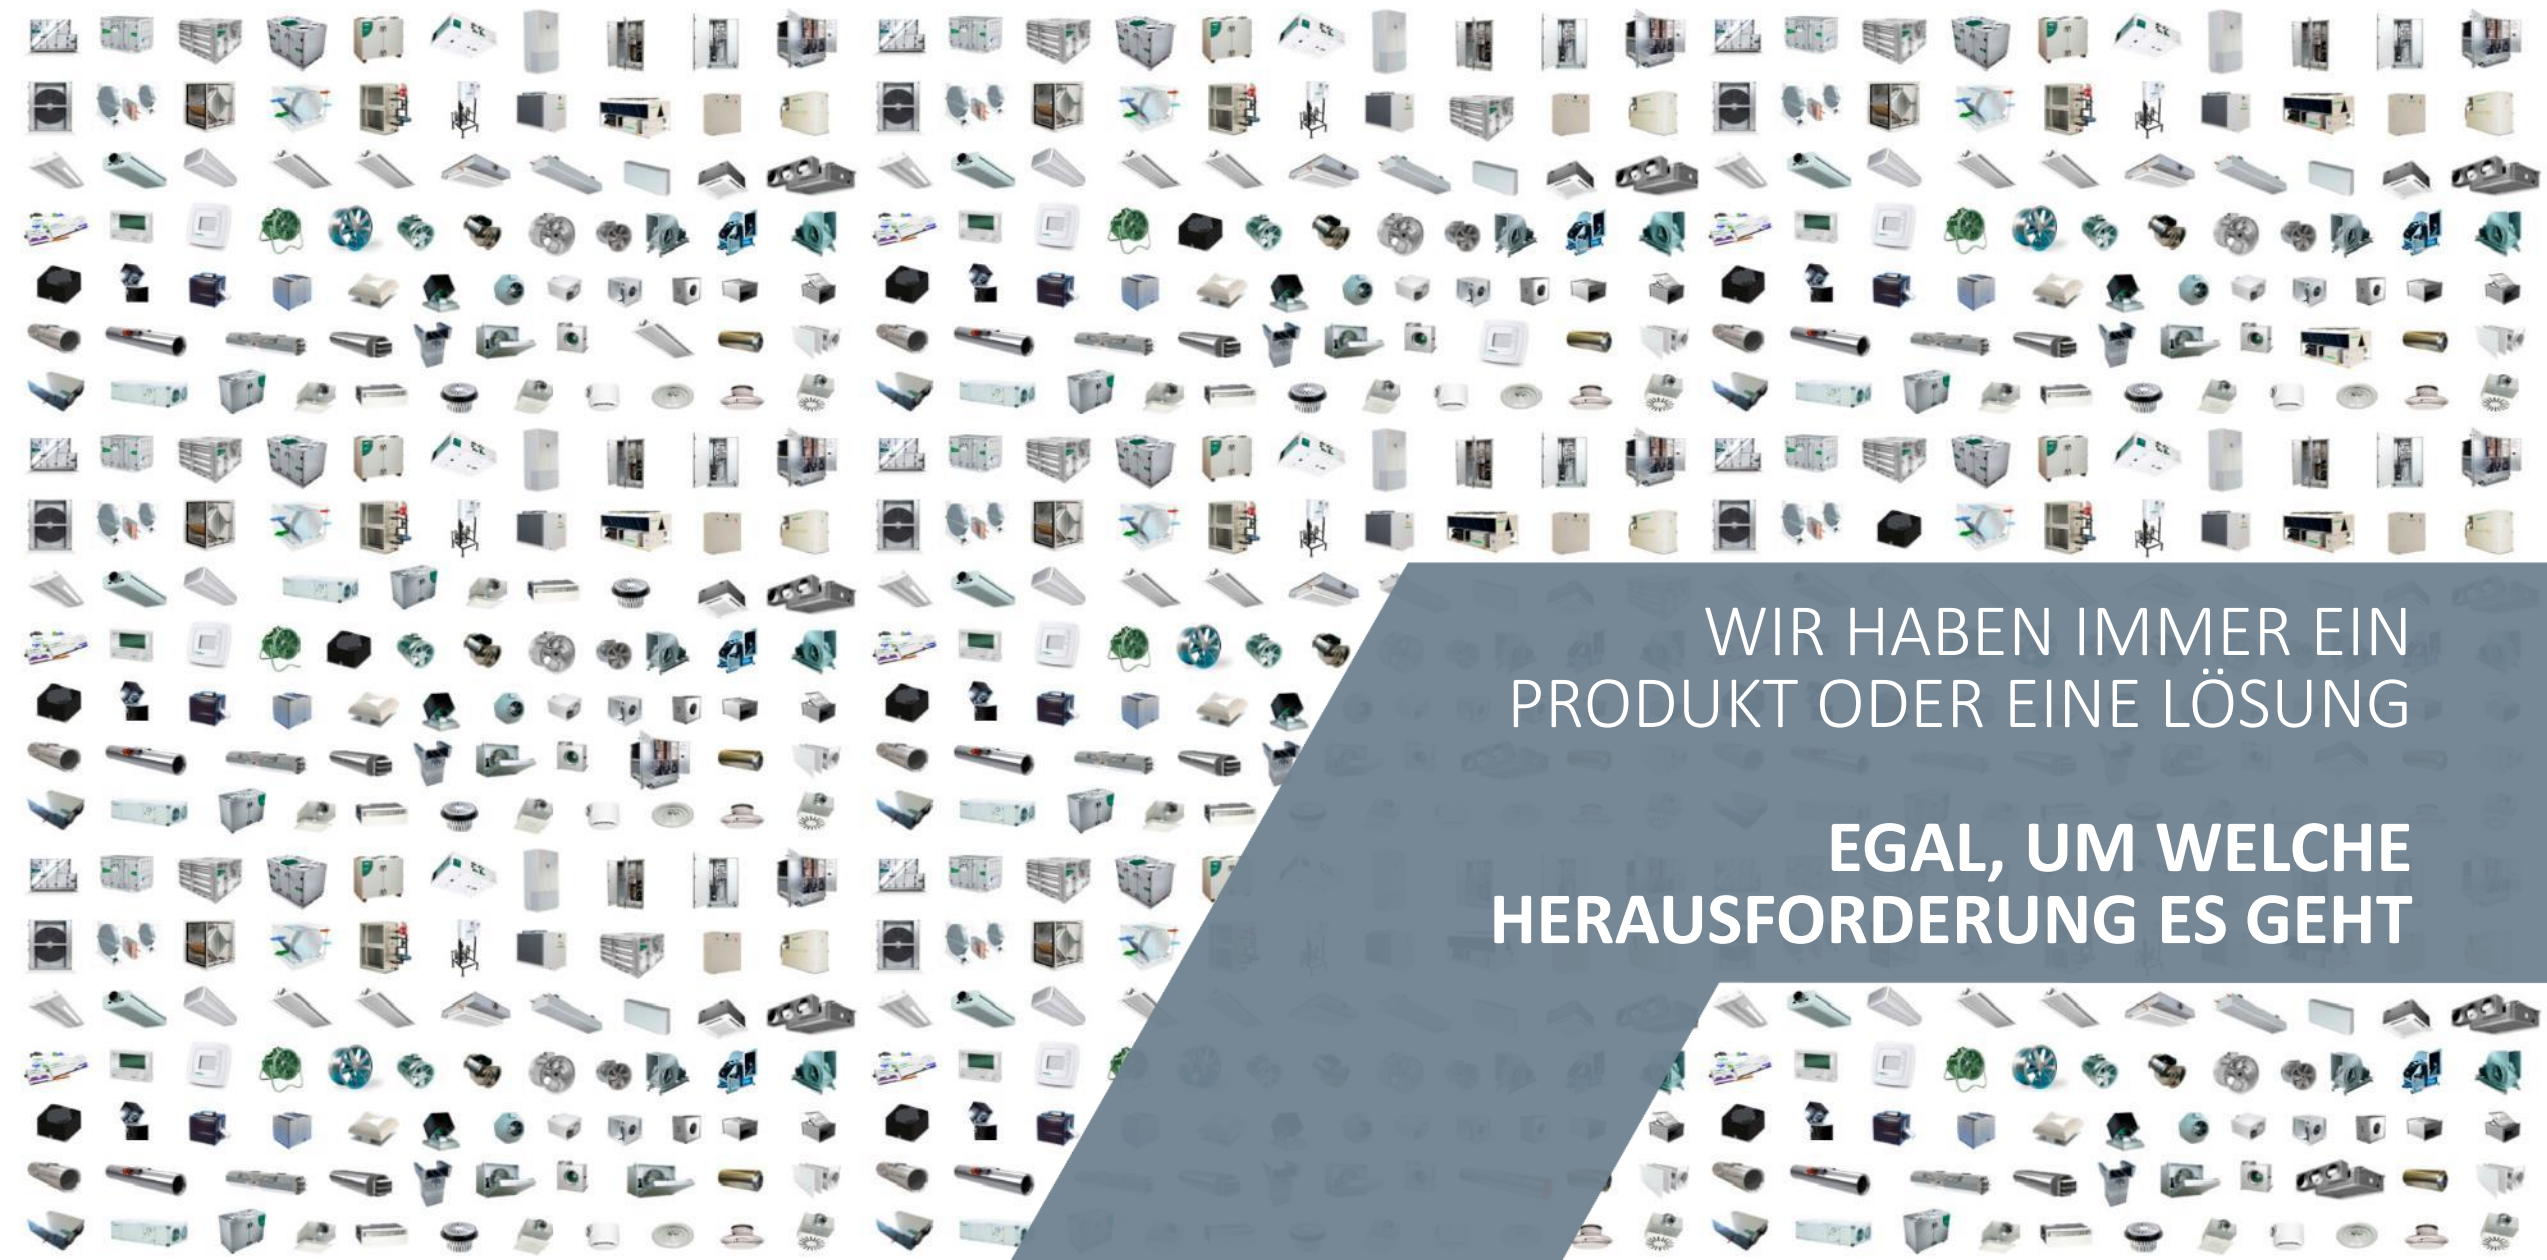 WIR HABEN IMMER EIN
PRODUKT ODER EINE LÖSUNG
EGAL, UM WELCHE
HERAUSFORDERUNG ES GEHT